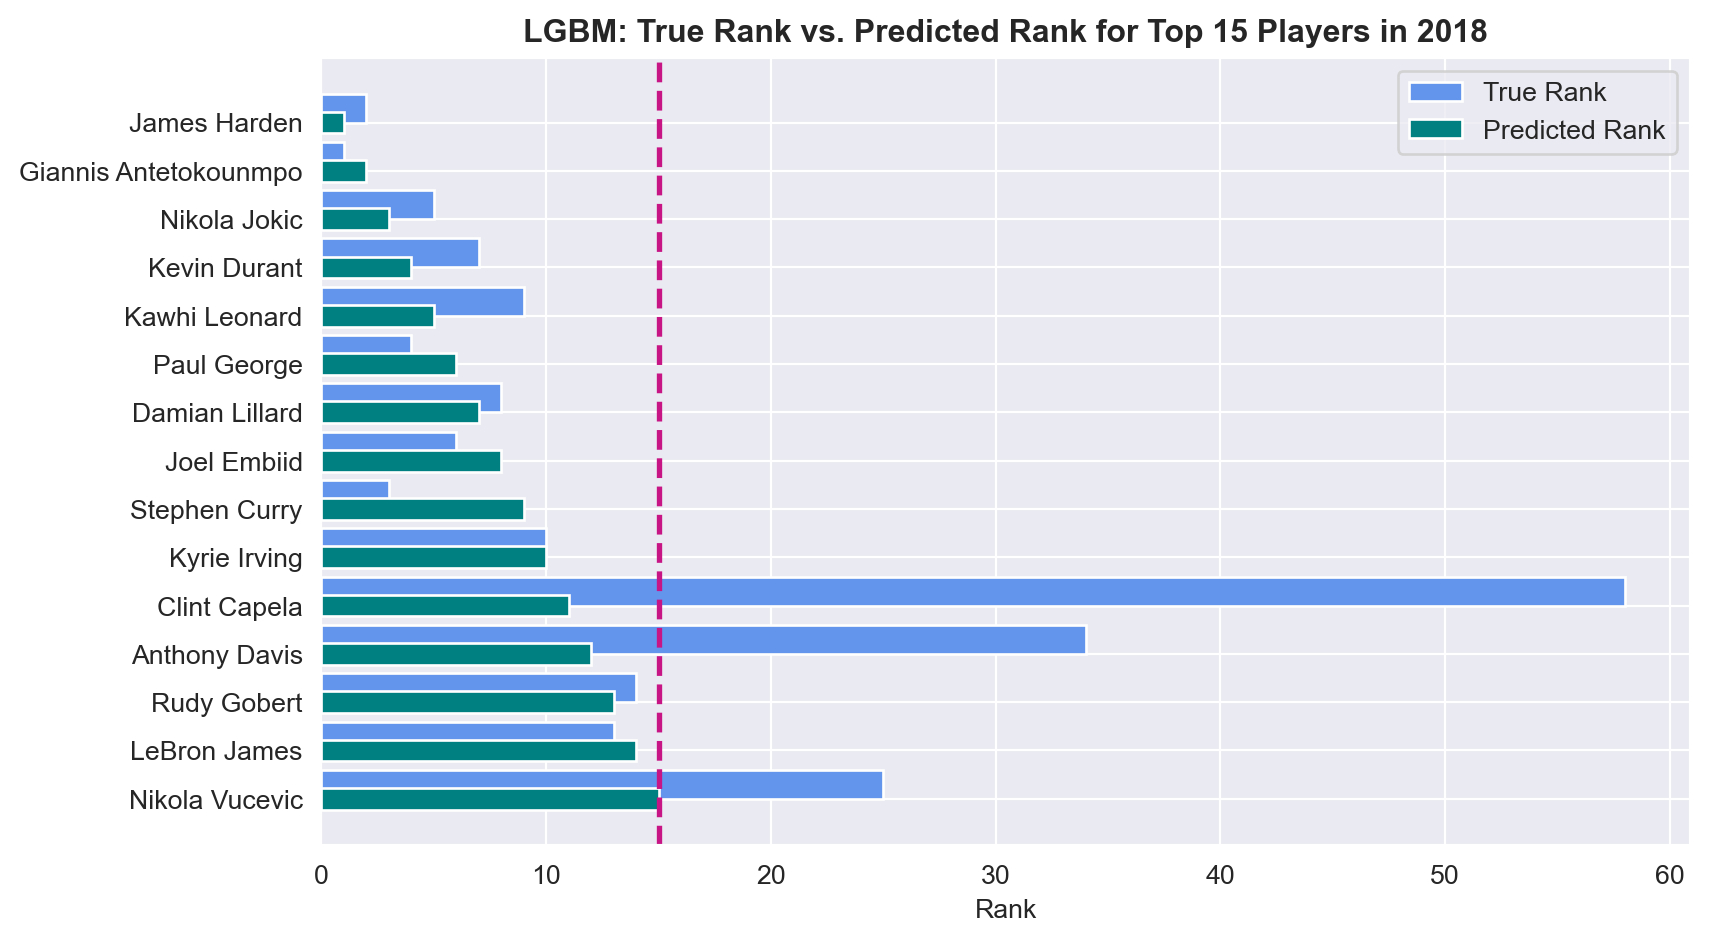 LGBM: True Rank vs. Predicted Rank for Top 15 Players in 2018
True Rank
Predicted Rank
James Harden
Giannis Antetokounmpo
Nikola Jokic
Kevin Durant
Kawhi Leonard
Paul George
Damian Lillard
Joel Embiid
Stephen Curry
Kyrie Irving
Clint Capela
Anthony Davis
Rudy Gobert
LeBron James
Nikola Vucevic
0 10 20 30 40 50 60
Rank